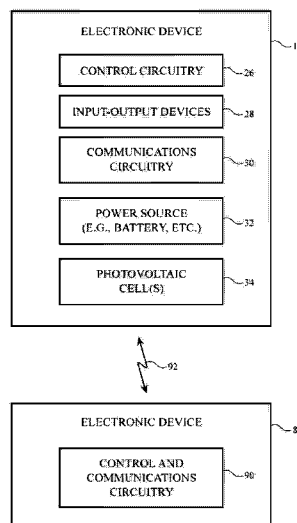 ELECTRONIC DEVICE
1
CONTROL CIRCUITRY
26
INPUT-OUTPUT DEVICES
28
COMMUNICATIONS
CIRCUITRY
30
POWER SOURCE
(E.G., BATTERY, ETC.)
32
PHOTOVOLTAIC
CELL(S)
34
92
ELECTRONIC DEVICE
8
CONTROL AND
COMMUNICATIONS
CIRCUITRY
90